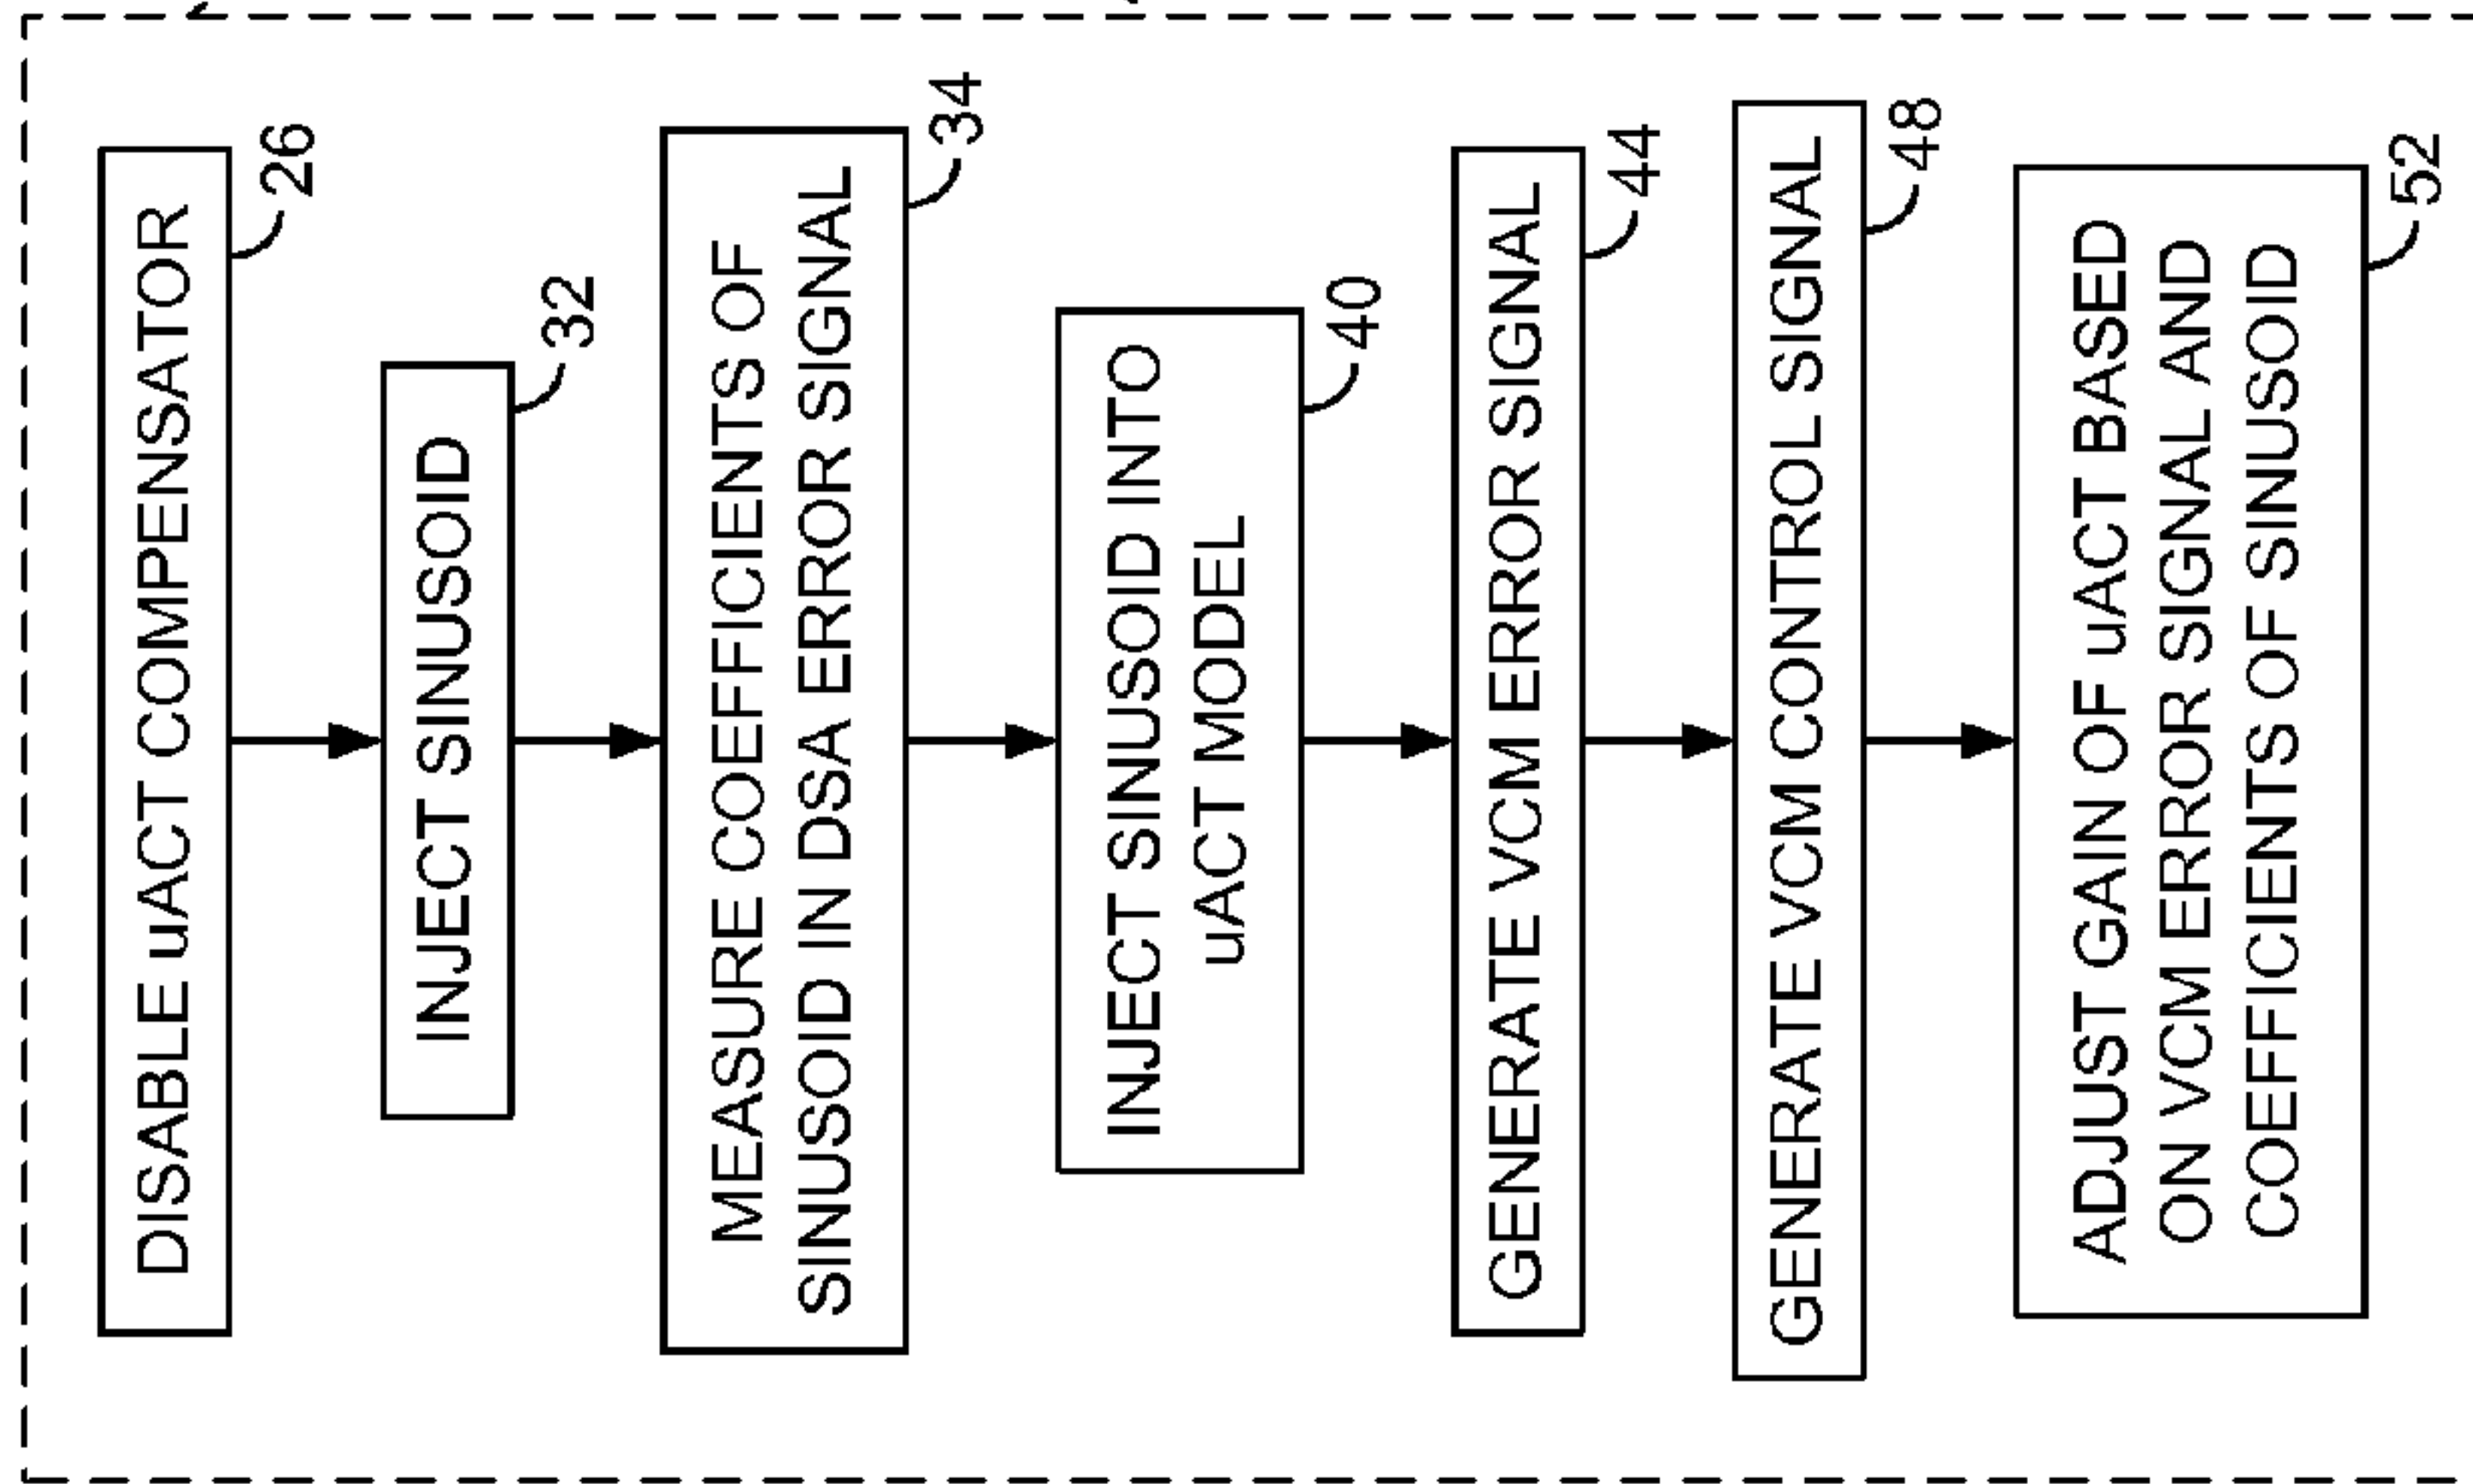 DISABLE uACT COMPENSATOR
26
INJECT SINUSOID
32
MEASURE COEFFICIENTS OF
SINUSOID IN DSA ERROR SIGNAL
34
INJECT SINUSOID INTO
uACT MODEL
40
GENERATE VCM ERROR SIGNAL
44
GENERATE VCM CONTROL SIGNAL
48
ADJUST GAIN OF uACT BASED
ON VCM ERROR SIGNAL AND
COEFFICIENTS OF SINUSOID
52